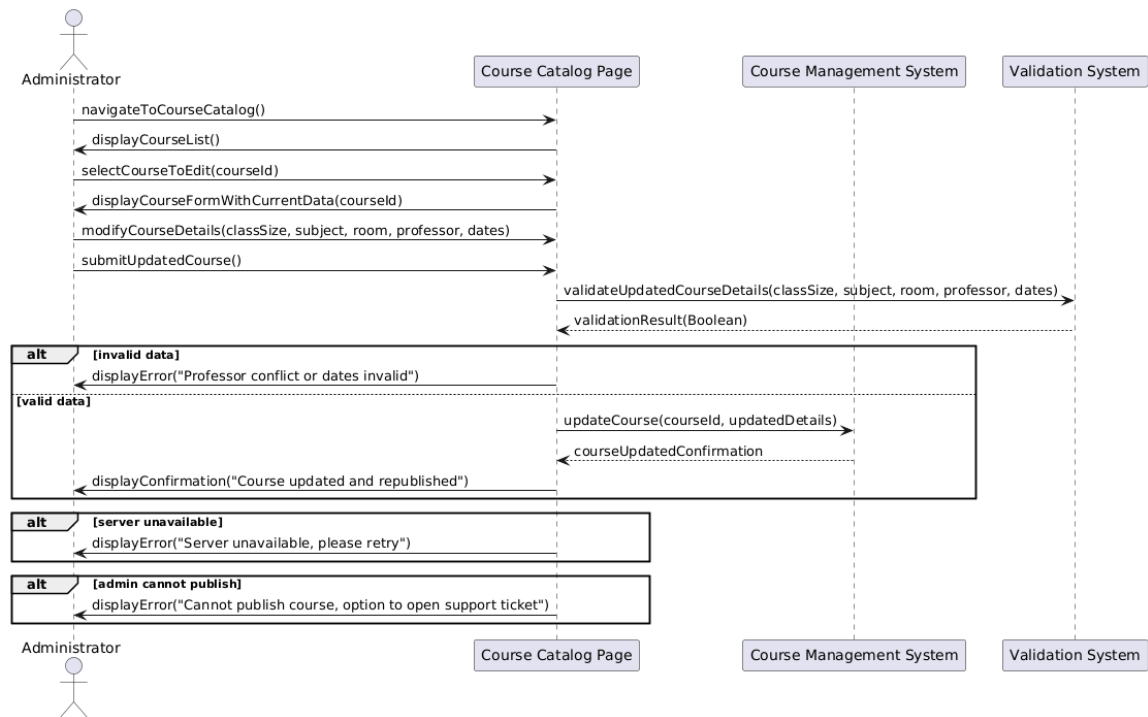 Administrator
Course Catalog Page
Course Management System
Validation System
navigateToCourseCatalog()
displayCourseList()
selectCourseToEdit(courseId)
displayCourseFormWithCurrentData(courseId)
modifyCourseDetails(classSize, subject, room, professor, dates)
submitUpdatedCourse()
validateUpdatedCourseDetails(classSize, subject, room, professor, dates)
validationResult(Boolean)
alt [invalid data]
displayError("Professor conflict or dates invalid")
[valid data]
updateCourse(courseId, updatedDetails)
courseUpdatedConfirmation
displayConfirmation("Course updated and republished")
alt [server unavailable]
displayError("Server unavailable, please retry")
alt [admin cannot publish]
displayError("Cannot publish course, option to open support ticket")
Administrator
Course Catalog Page
Course Management System
Validation System